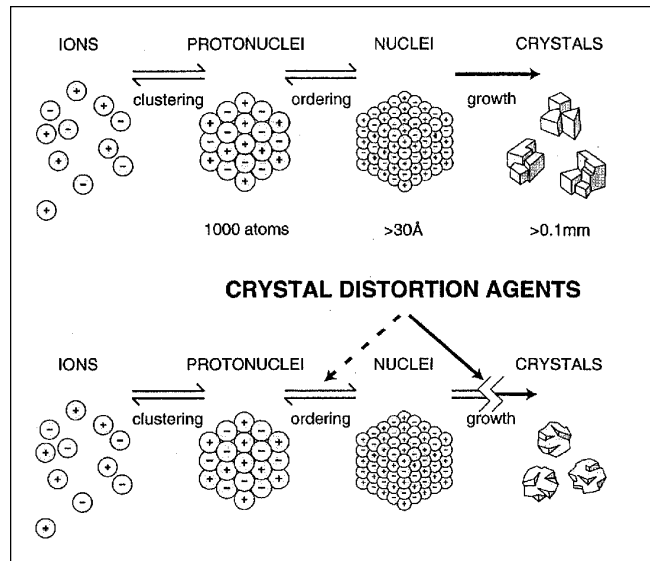 IONS PROTONUCLEI NUCLEI CRYSTALS
clustering ordering growth
1000 atoms >30Å >0.1mm
CRYSTAL DISTORTION AGENTS
IONS PROTONUCLEI NUCLEI CRYSTALS
clustering ordering growth